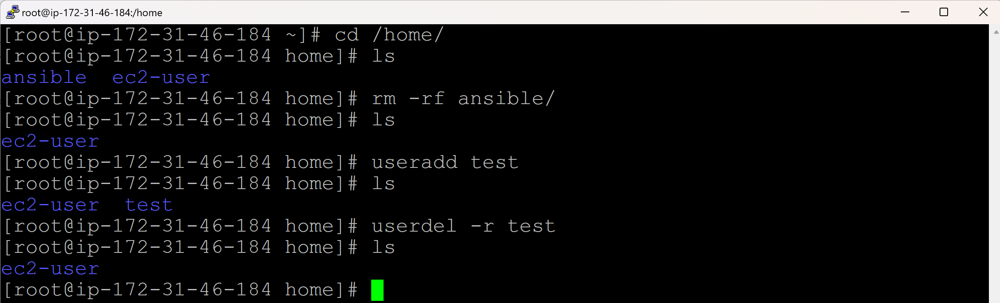 root@ip-172-31-46-184:/home
[root@ip-172-31-46-184 ~]# cd /home/
[root@ip-172-31-46-184 home]# ls
ansible  ec2-user
[root@ip-172-31-46-184 home]# rm -rf ansible/
[root@ip-172-31-46-184 home]# ls
ec2-user
[root@ip-172-31-46-184 home]# useradd test
[root@ip-172-31-46-184 home]# ls
ec2-user  test
[root@ip-172-31-46-184 home]# userdel -r test
[root@ip-172-31-46-184 home]# ls
ec2-user
[root@ip-172-31-46-184 home]#